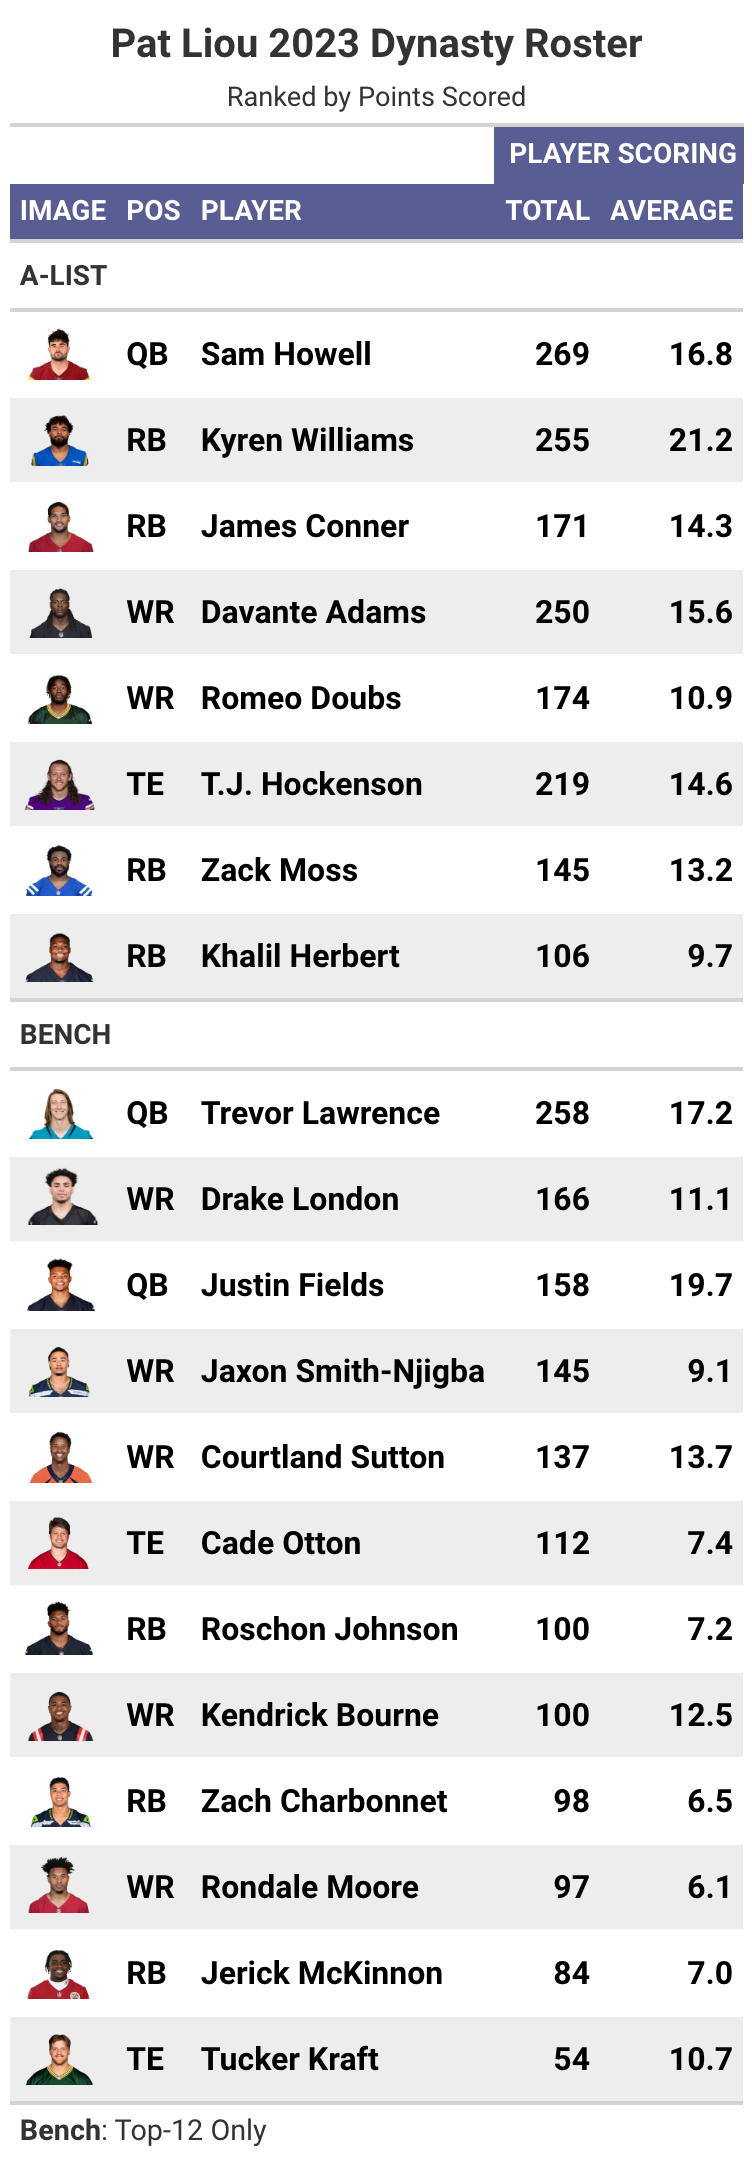 Pat Liou 2023 Dynasty Roster
Ranked by Points Scored
PLAYER SCORING
IMAGE POS PLAYER TOTAL AVERAGE
A-LIST
QB Sam Howell 269 16.8
RB Kyren Williams 255 21.2
RB James Conner 171 14.3
WR Davante Adams 250 15.6
WR Romeo Doubs 174 10.9
TE T.J. Hockenson 219 14.6
RB Zack Moss 145 13.2
RB Khalil Herbert 106 9.7
BENCH
QB Trevor Lawrence 258 17.2
WR Drake London 166 11.1
QB Justin Fields 158 19.7
WR Jaxon Smith-Njigba 145 9.1
WR Courtland Sutton 137 13.7
TE Cade Otton 112 7.4
RB Roschon Johnson 100 7.2
WR Kendrick Bourne 100 12.5
RB Zach Charbonnet 98 6.5
WR Rondale Moore 97 6.1
RB Jerick McKinnon 84 7.0
TE Tucker Kraft 54 10.7
Bench: Top-12 Only